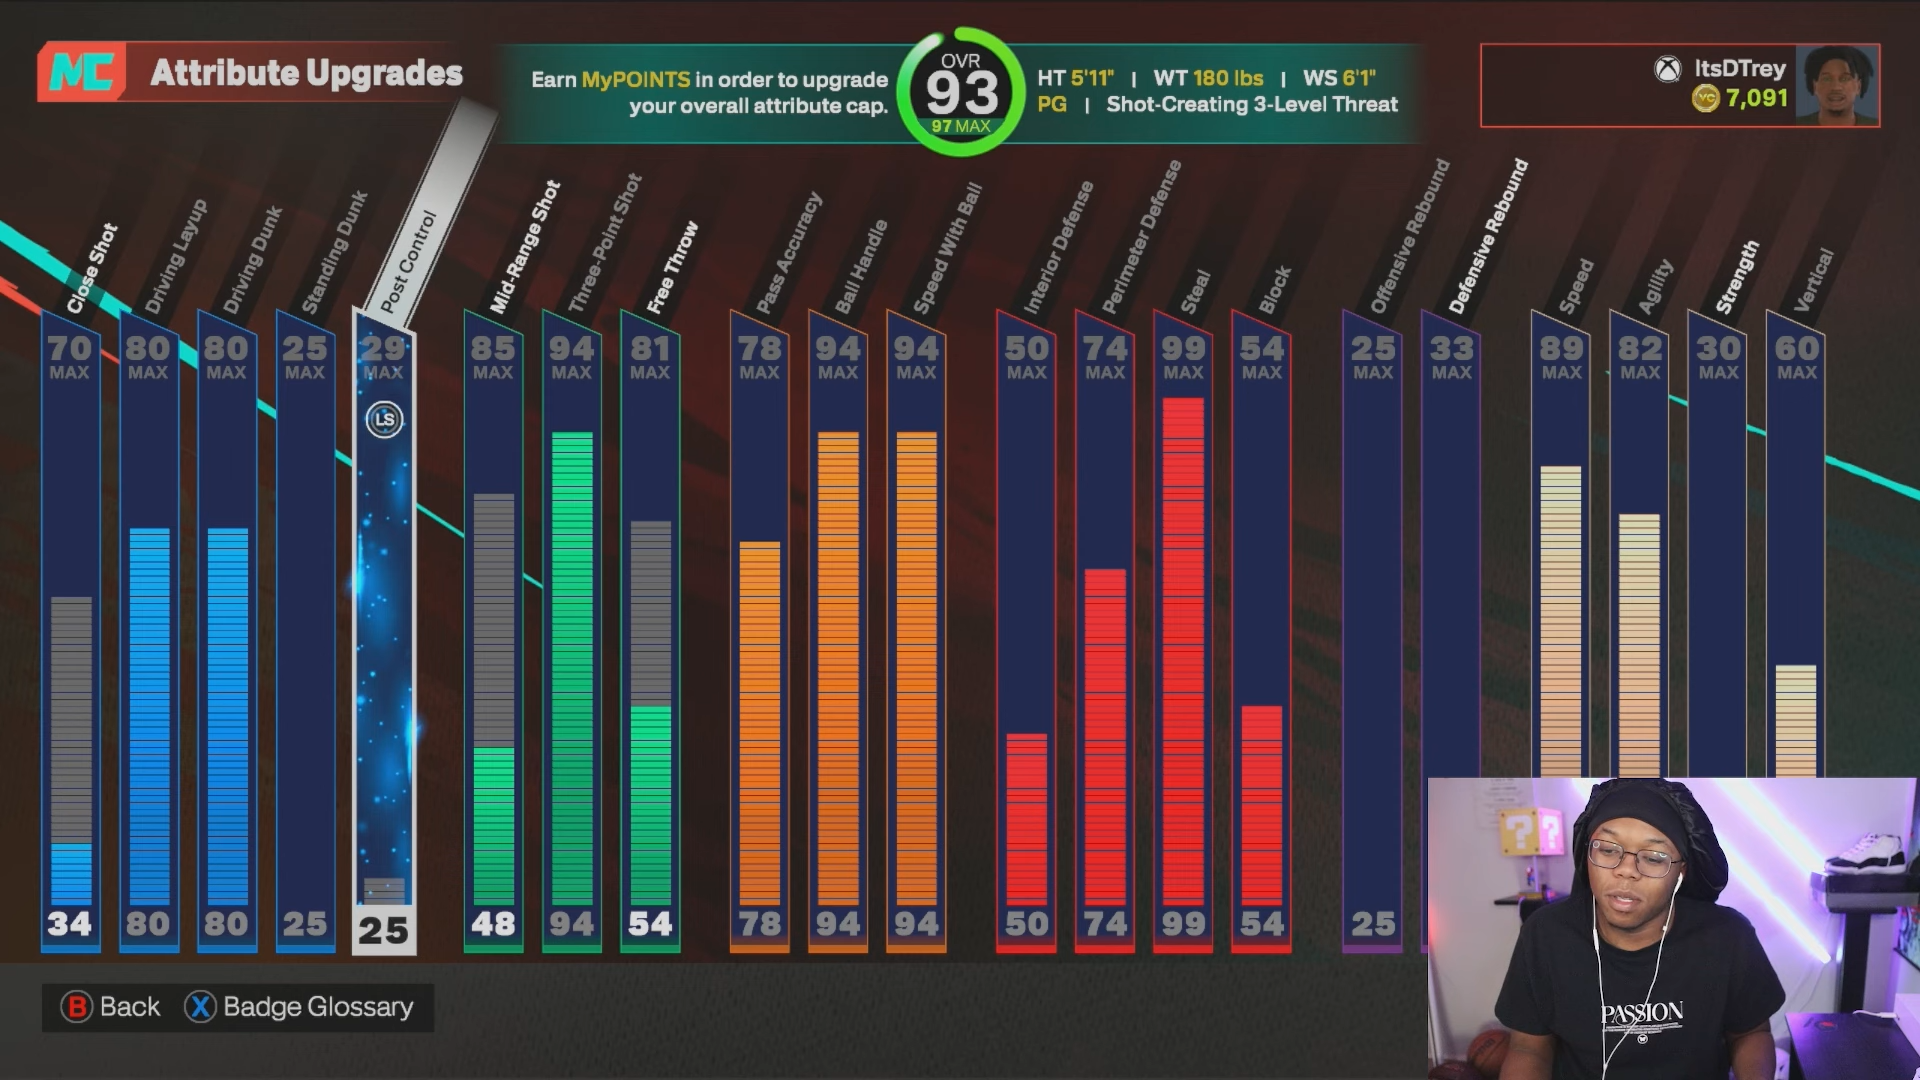 MC Attribute Upgrades
Earn MyPOINTS in order to upgrade
your overall attribute cap.
OVR
93
97 MAX
HT 5'11" | WT 180 lbs | WS 6'1"
PG | Shot-Creating 3-Level Threat
ItsDTrey
VC 7,091
Close Shot
Driving Layup
Driving Dunk
Standing Dunk
Post Control
Mid-Range Shot
Three-Point Shot
Free Throw
Pass Accuracy
Ball Handle
Speed With Ball
Interior Defense
Perimeter Defense
Steal
Block
Offensive Rebound
Defensive Rebound
Speed
Agility
Strength
Vertical
70 80 80 25 29 85 94 81 78 94 94 50 74 99 54 25 33 89 82 30 60
MAX MAX MAX MAX MAX MAX MAX MAX MAX MAX MAX MAX MAX MAX MAX MAX MAX MAX MAX MAX MAX
LS
34 80 80 25 25 48 94 54 78 94 94 50 74 99 54 25
? ?
PASSION
B Back X Badge Glossary